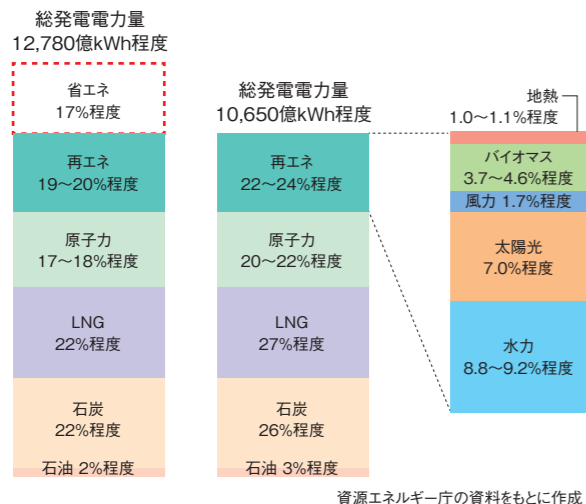 総発電電力量
12,780億kWh程度
省エネ
17%程度
再エネ
19〜20%程度
原子力
17〜18%程度
LNG
22%程度
石炭
22%程度
石油 2%程度
総発電電力量
10,650億kWh程度
再エネ
22〜24%程度
原子力
20〜22%程度
LNG
27%程度
石炭
26%程度
石油 3%程度
地熱
1.0〜1.1%程度
バイオマス
3.7〜4.6%程度
風力 1.7%程度
太陽光
7.0%程度
水力
8.8〜9.2%程度
資源エネルギー庁の資料をもとに作成